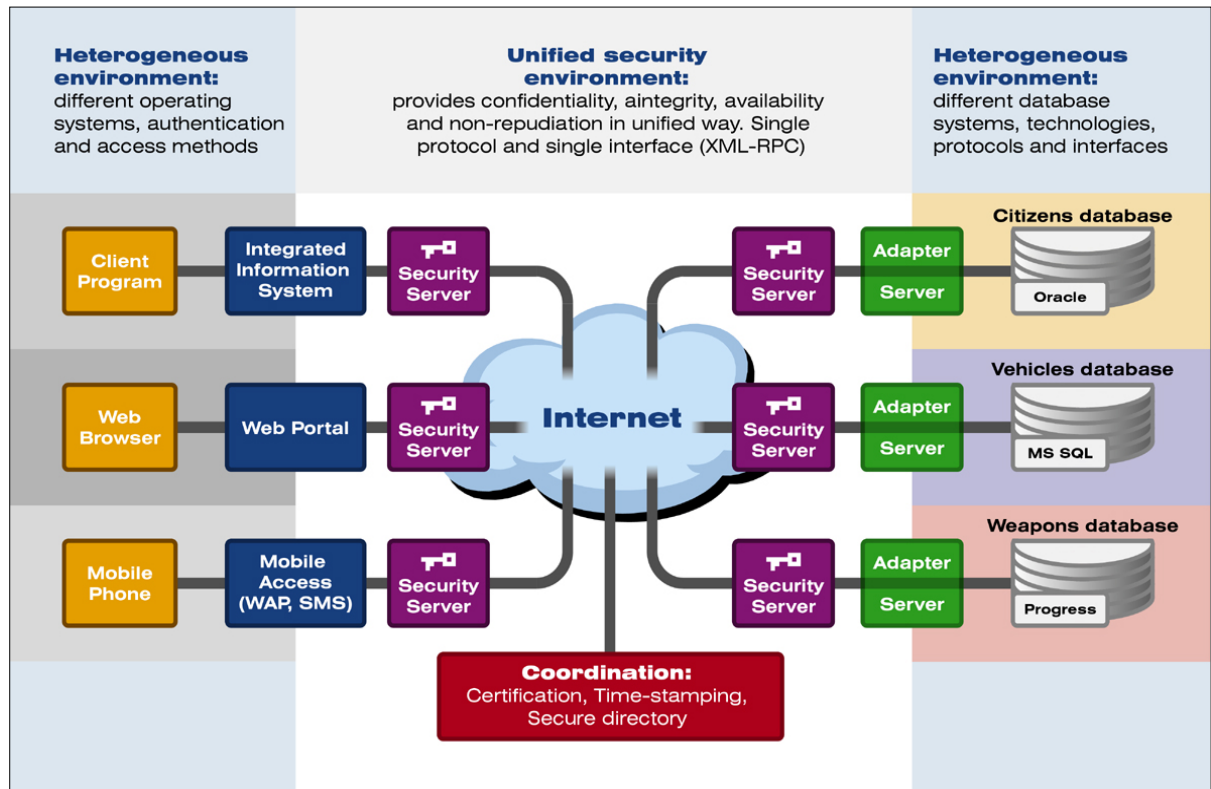 Heterogeneous
environment:
different operating
systems, authentication
and access methods
Unified security
environment:
provides confidentiality, aintegrity, availability
and non-repudiation in unified way. Single
protocol and single interface (XML-RPC)
Heterogeneous
environment:
different database
systems, technologies,
protocols and interfaces
Client
Program
Integrated
Information
System
Security
Server
Security
Server
Adapter
Server
Citizens database
Oracle
Web
Browser
Web Portal
Security
Server
Internet
Security
Server
Adapter
Server
Vehicles database
MS SQL
Mobile
Phone
Mobile
Access
(WAP, SMS)
Security
Server
Security
Server
Adapter
Server
Weapons database
Progress
Coordination:
Certification, Time-stamping,
Secure directory